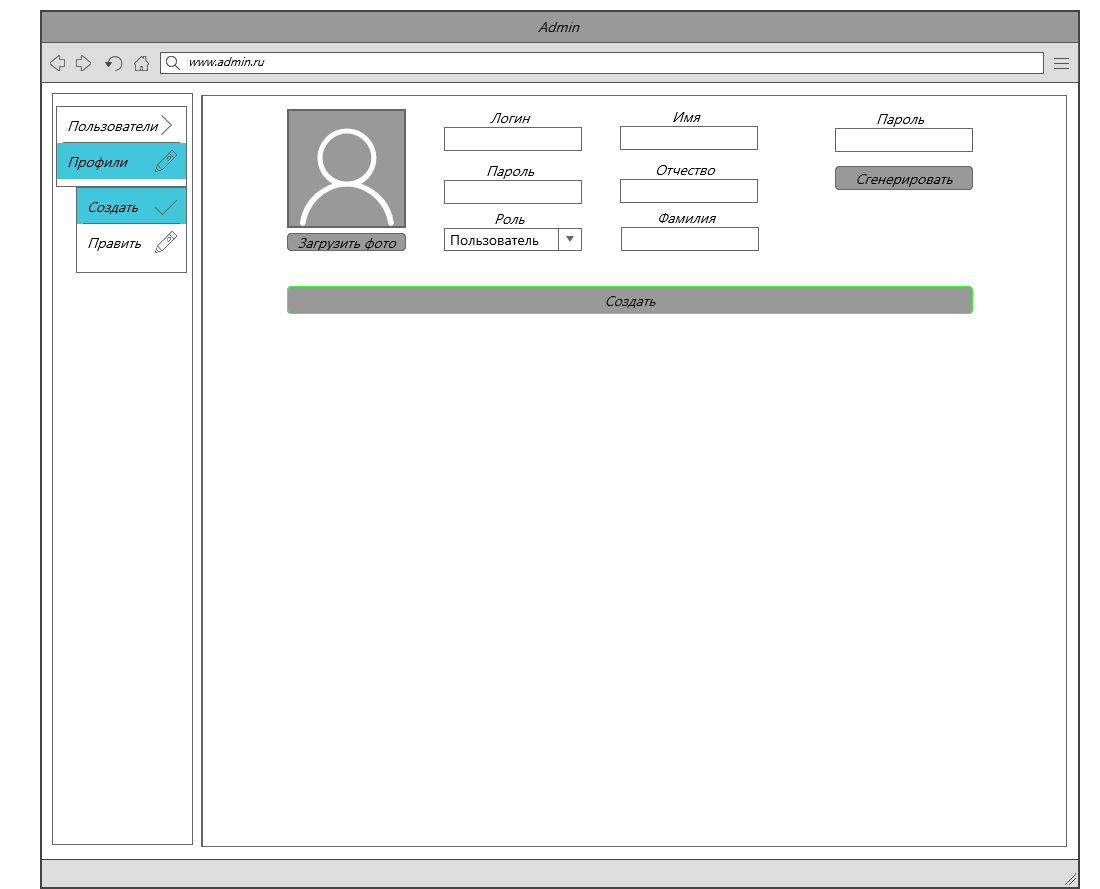 Admin
www.admin.ru
Пользователи
Профили
Создать
Править
Загрузить фото
Логин
Пароль
Роль
Пользователь
Имя
Отчество
Фамилия
Пароль
Сгенерировать
Создать